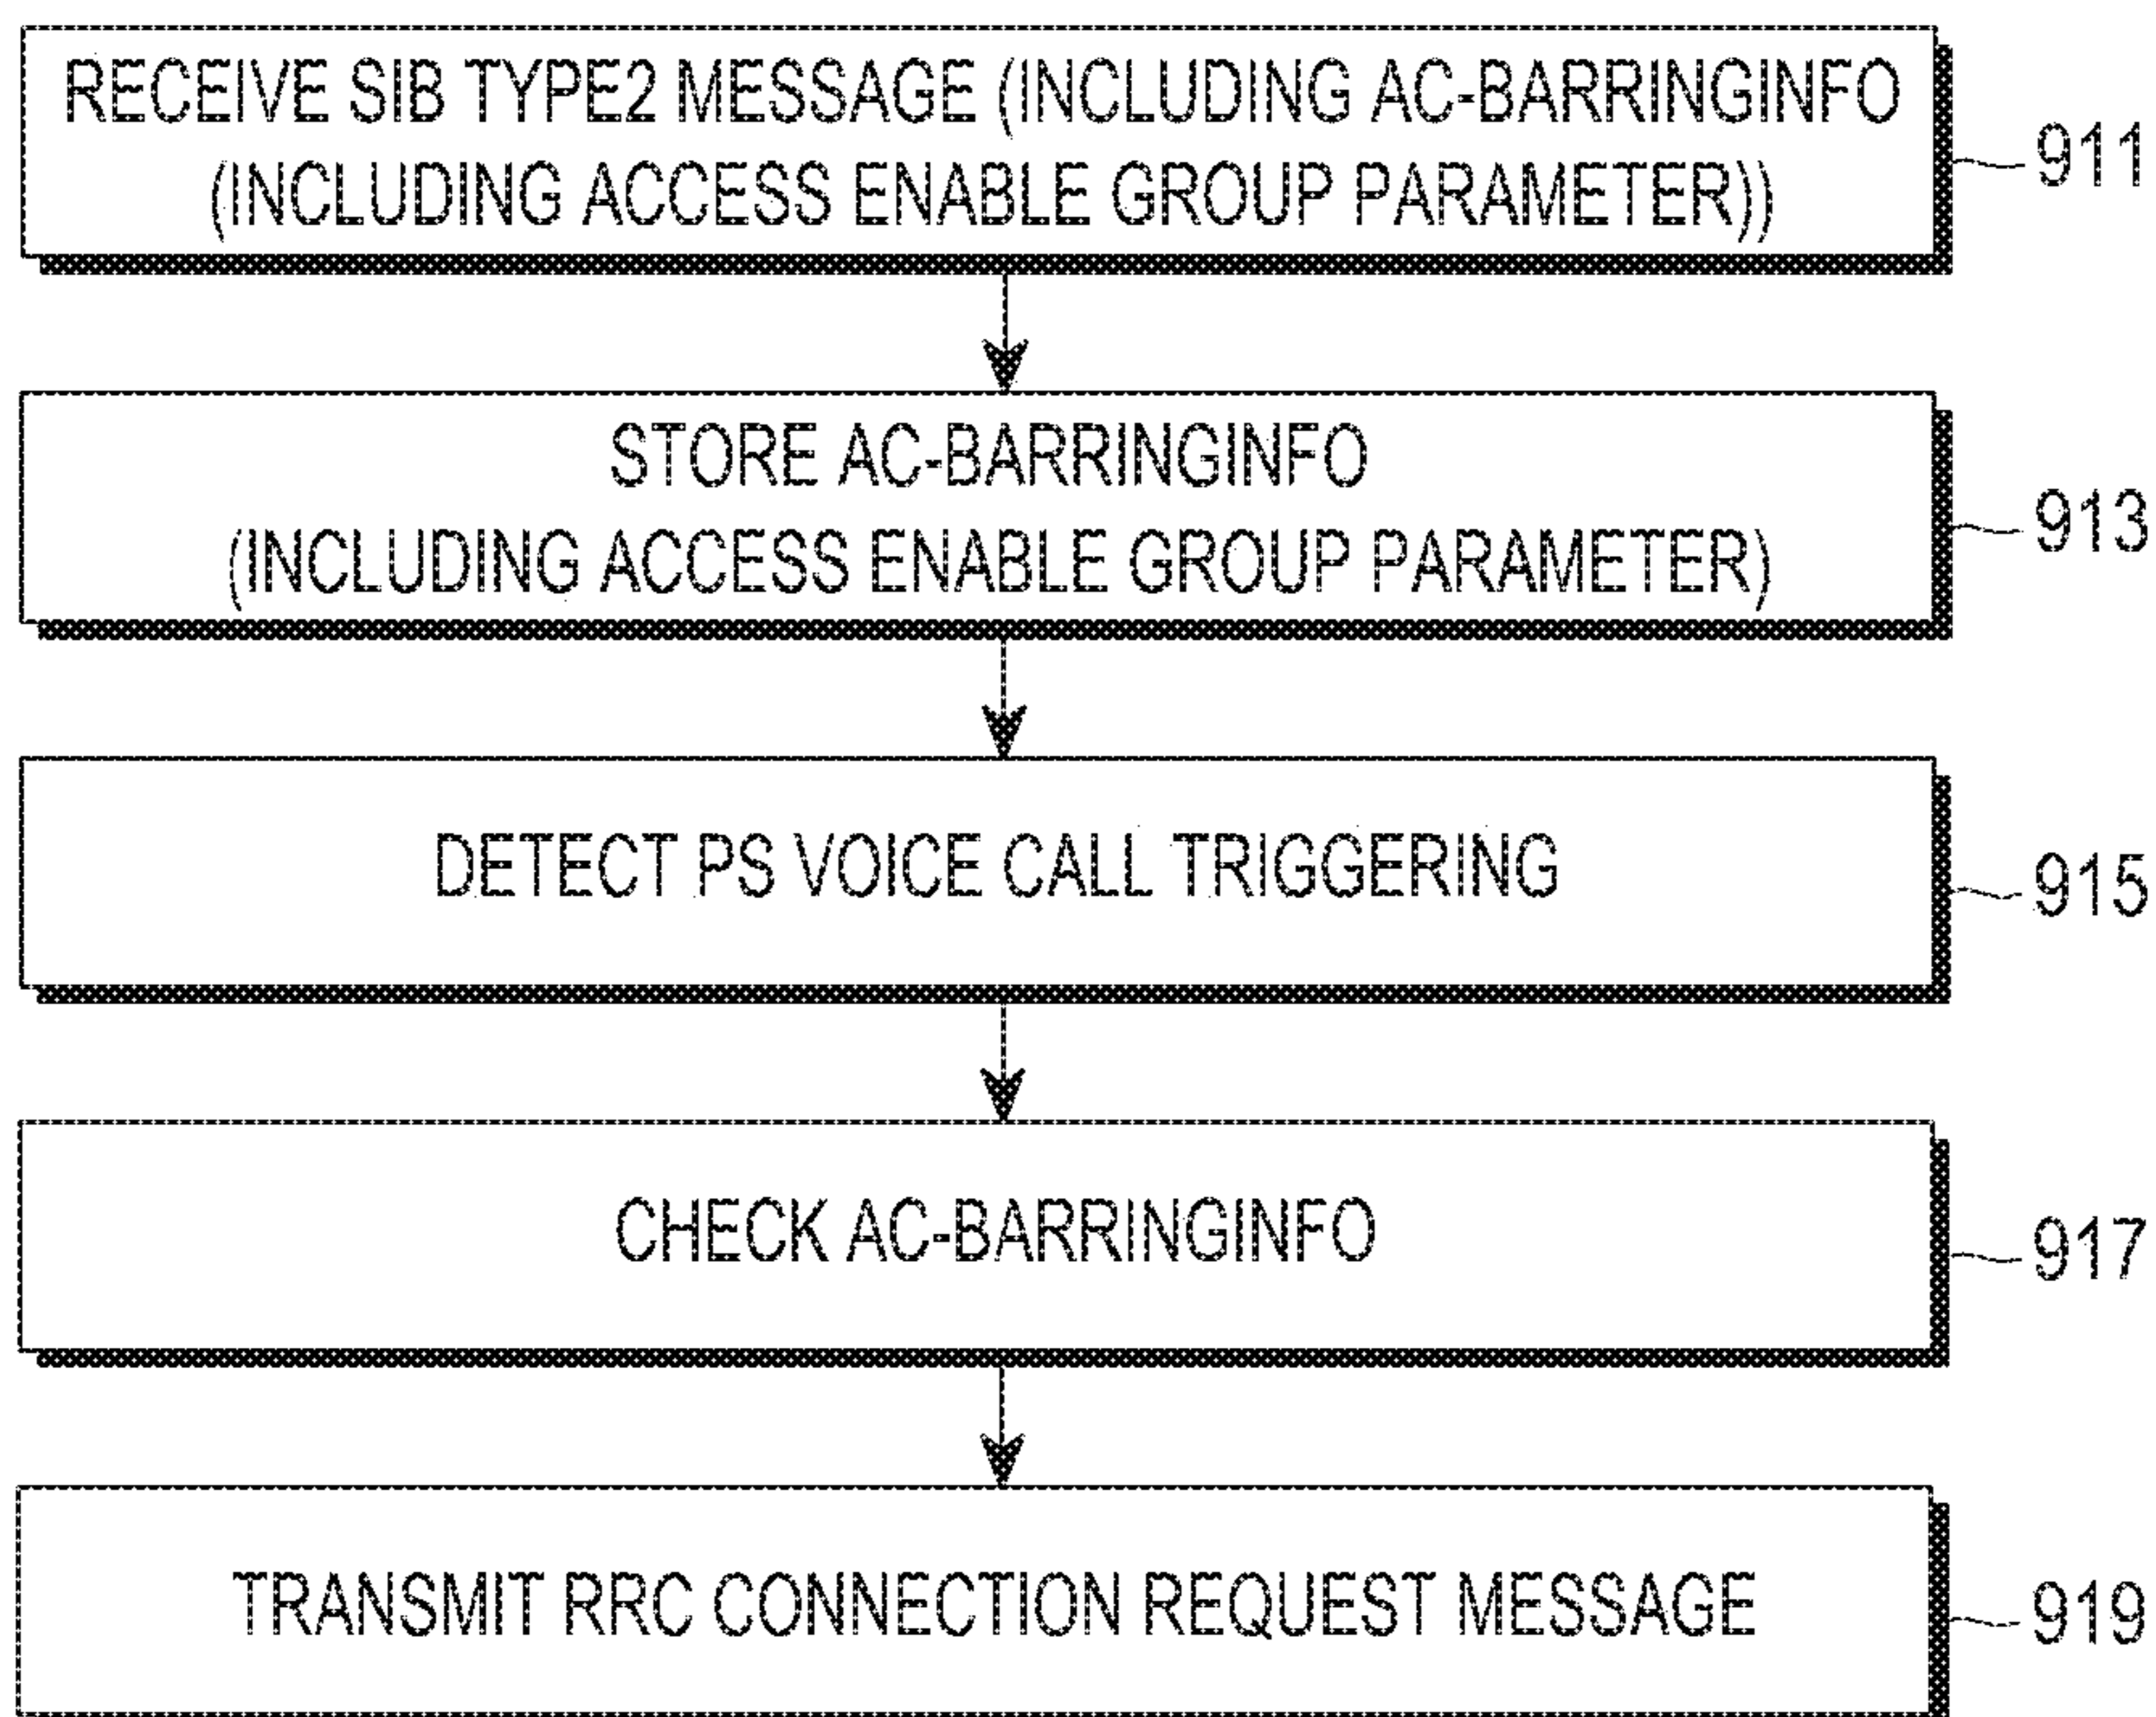 RECEIVE SIB TYPE2 MESSAGE (INCLUDING AC-BARRINGINFO
(INCLUDING ACCESS ENABLE GROUP PARAMETER))
911
STORE AC-BARRINGINFO
(INCLUDING ACCESS ENABLE GROUP PARAMETER)
913
DETECT PS VOICE CALL TRIGGERING
915
CHECK AC-BARRINGINFO
917
TRANSMIT RRC CONNECTION REQUEST MESSAGE
919